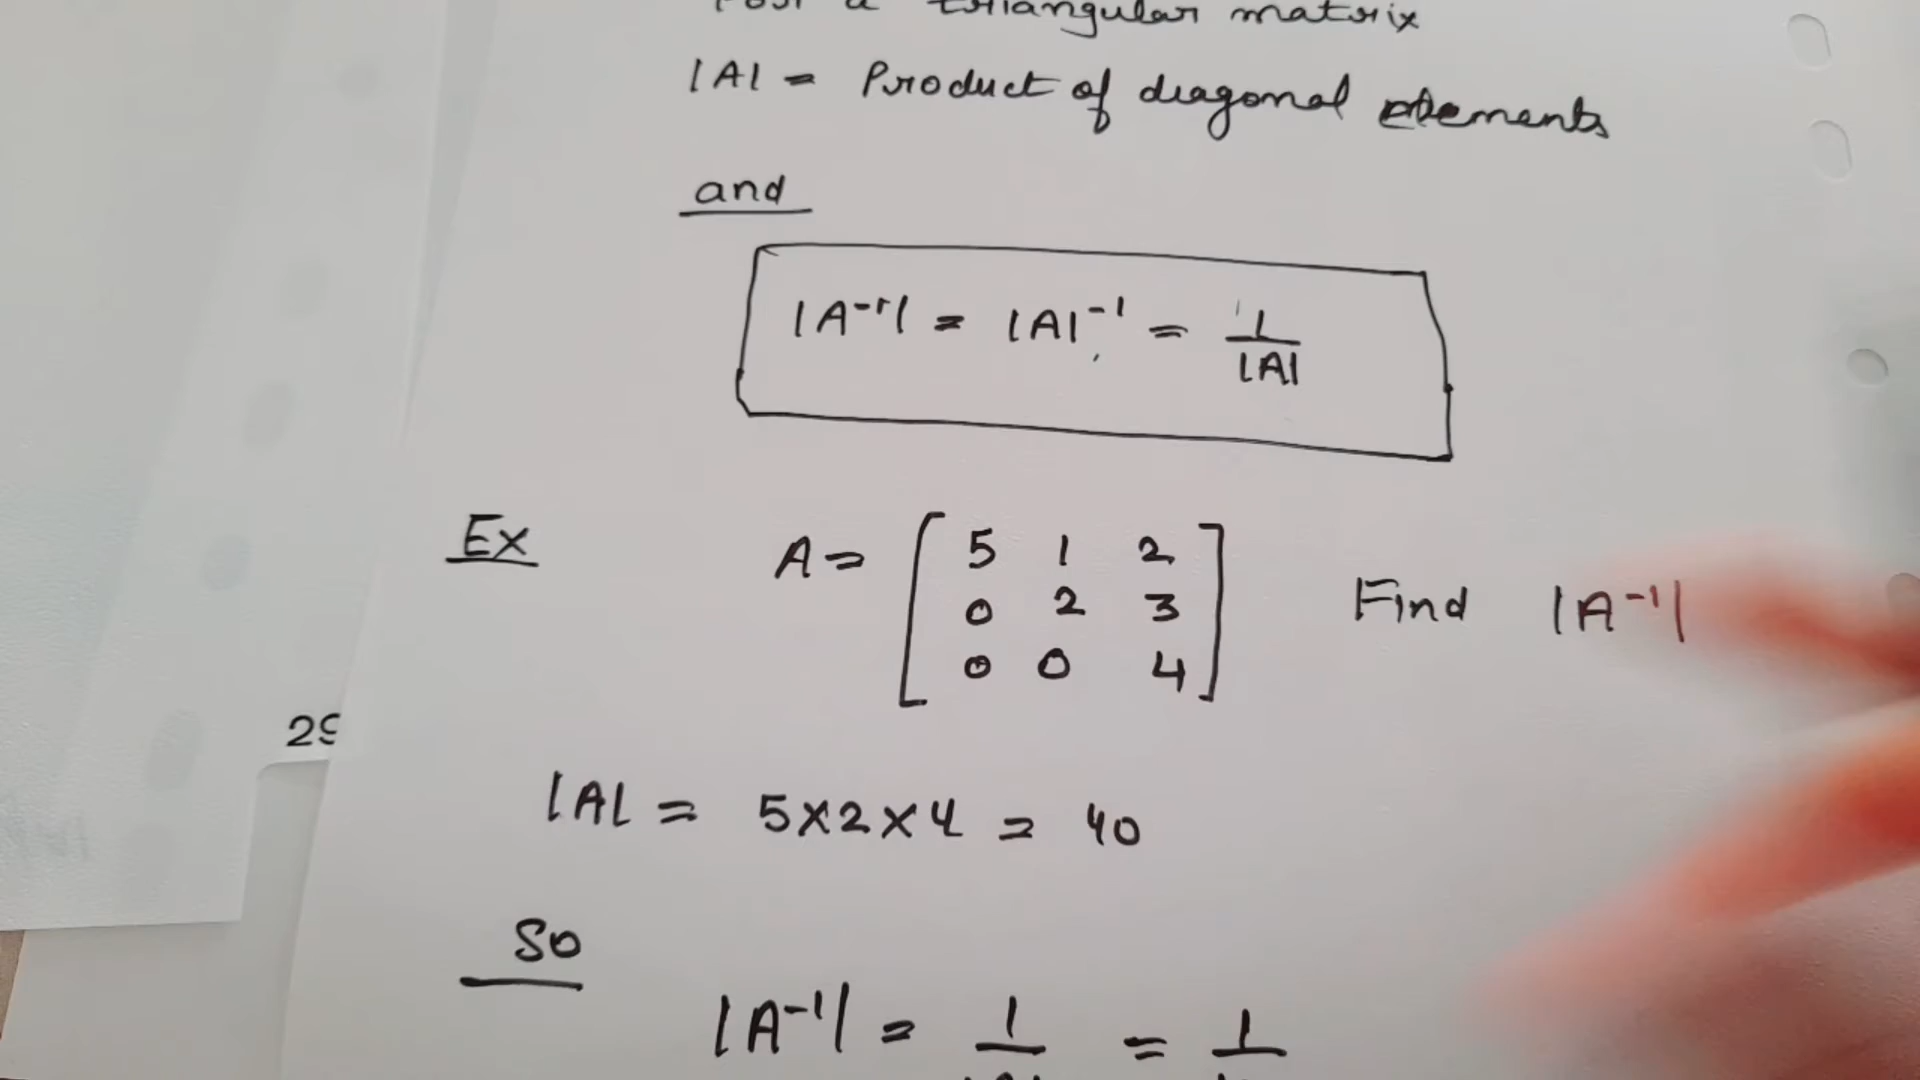 For a triangular matrix
|A| = Product of diagonal elements
and
|A⁻¹| = |A|⁻¹ = 1/|A|
Ex A = [5 1 2 Find |A⁻¹|
0 2 3
0 0 4]
29
|A| = 5×2×4 = 40
So
|A⁻¹| = 1/|A| = 1